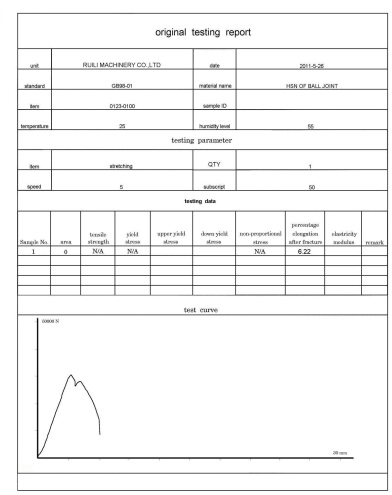 original testing report
unit RUILI MACHINERY CO.,LTD date 2011-5-26
standard GB98-01 material name HSN OF BALL JOINT
item 0123-0100 sample ID
temperature 25 humidity level 55
testing parameter
item stretching QTY 1
speed 5 subscript 50
testing data
Sample No. area tensile strength yield stress upper yield stress down yield stress non-proportional stress percentage elongation after fracture elastricity modulus remark
1 0 N/A N/A N/A 6.22
test curve
20 mm